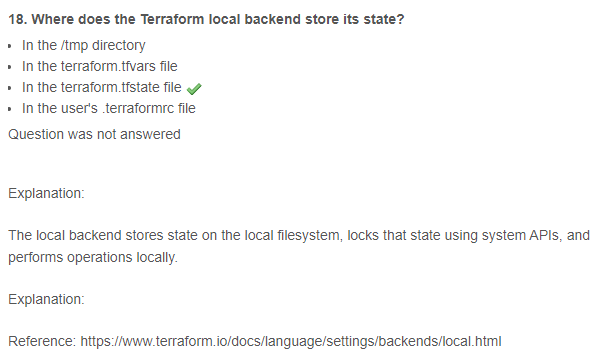 18. Where does the Terraform local backend store its state?
• In the /tmp directory
• In the terraform.tfvars file
• In the terraform.tfstate file
• In the user's .terraformrc file
Question was not answered
Explanation:
The local backend stores state on the local filesystem, locks that state using system APIs, and
performs operations locally.
Explanation:
Reference: https://www.terraform.io/docs/language/settings/backends/local.html